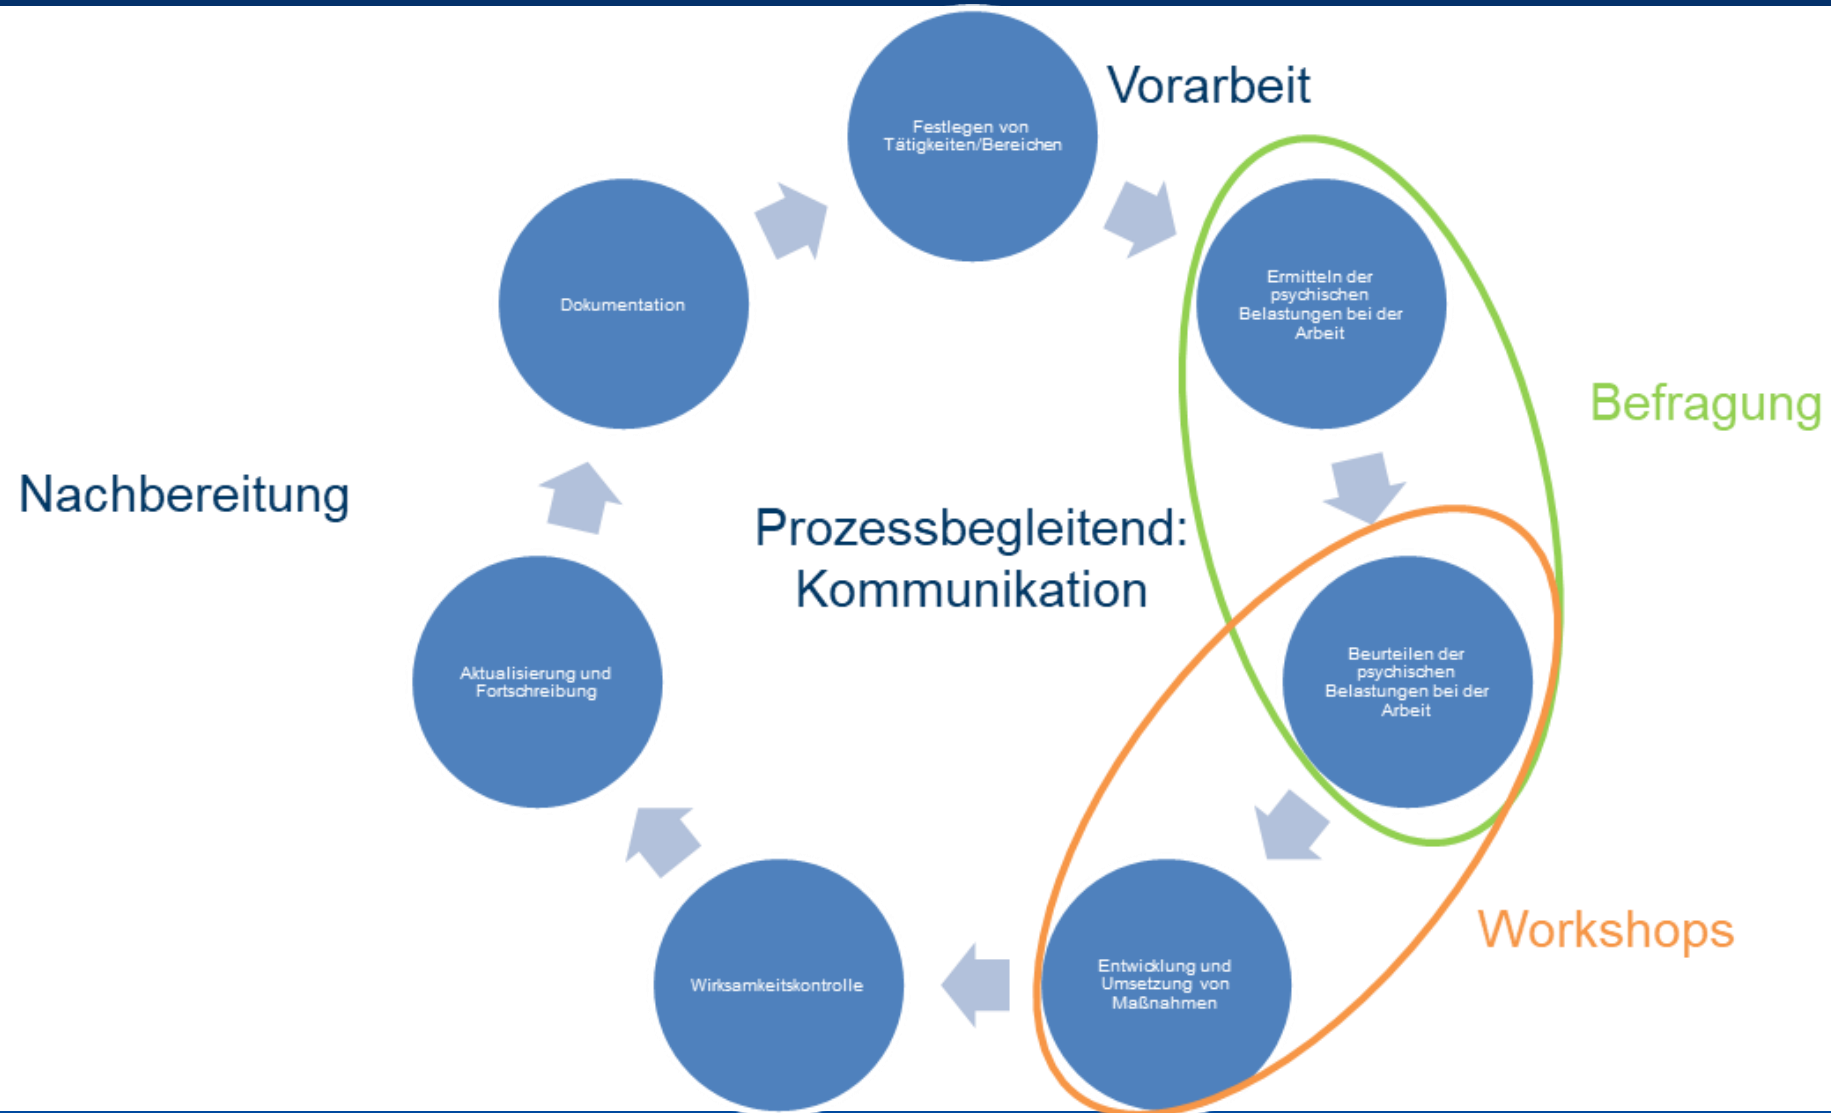 Vorarbeit
Festlegen von
Tätigkeiten/Bereichen
Ermitteln der
psychischen
Belastungen bei der
Arbeit
Befragung
Beurteilen der
psychischen
Belastungen bei der
Arbeit
Workshops
Entwicklung und
Umsetzung von
Maßnahmen
Wirksamkeitskontrolle
Aktualisierung und
Fortschreibung
Nachbereitung
Dokumentation
Prozessbegleitend:
Kommunikation